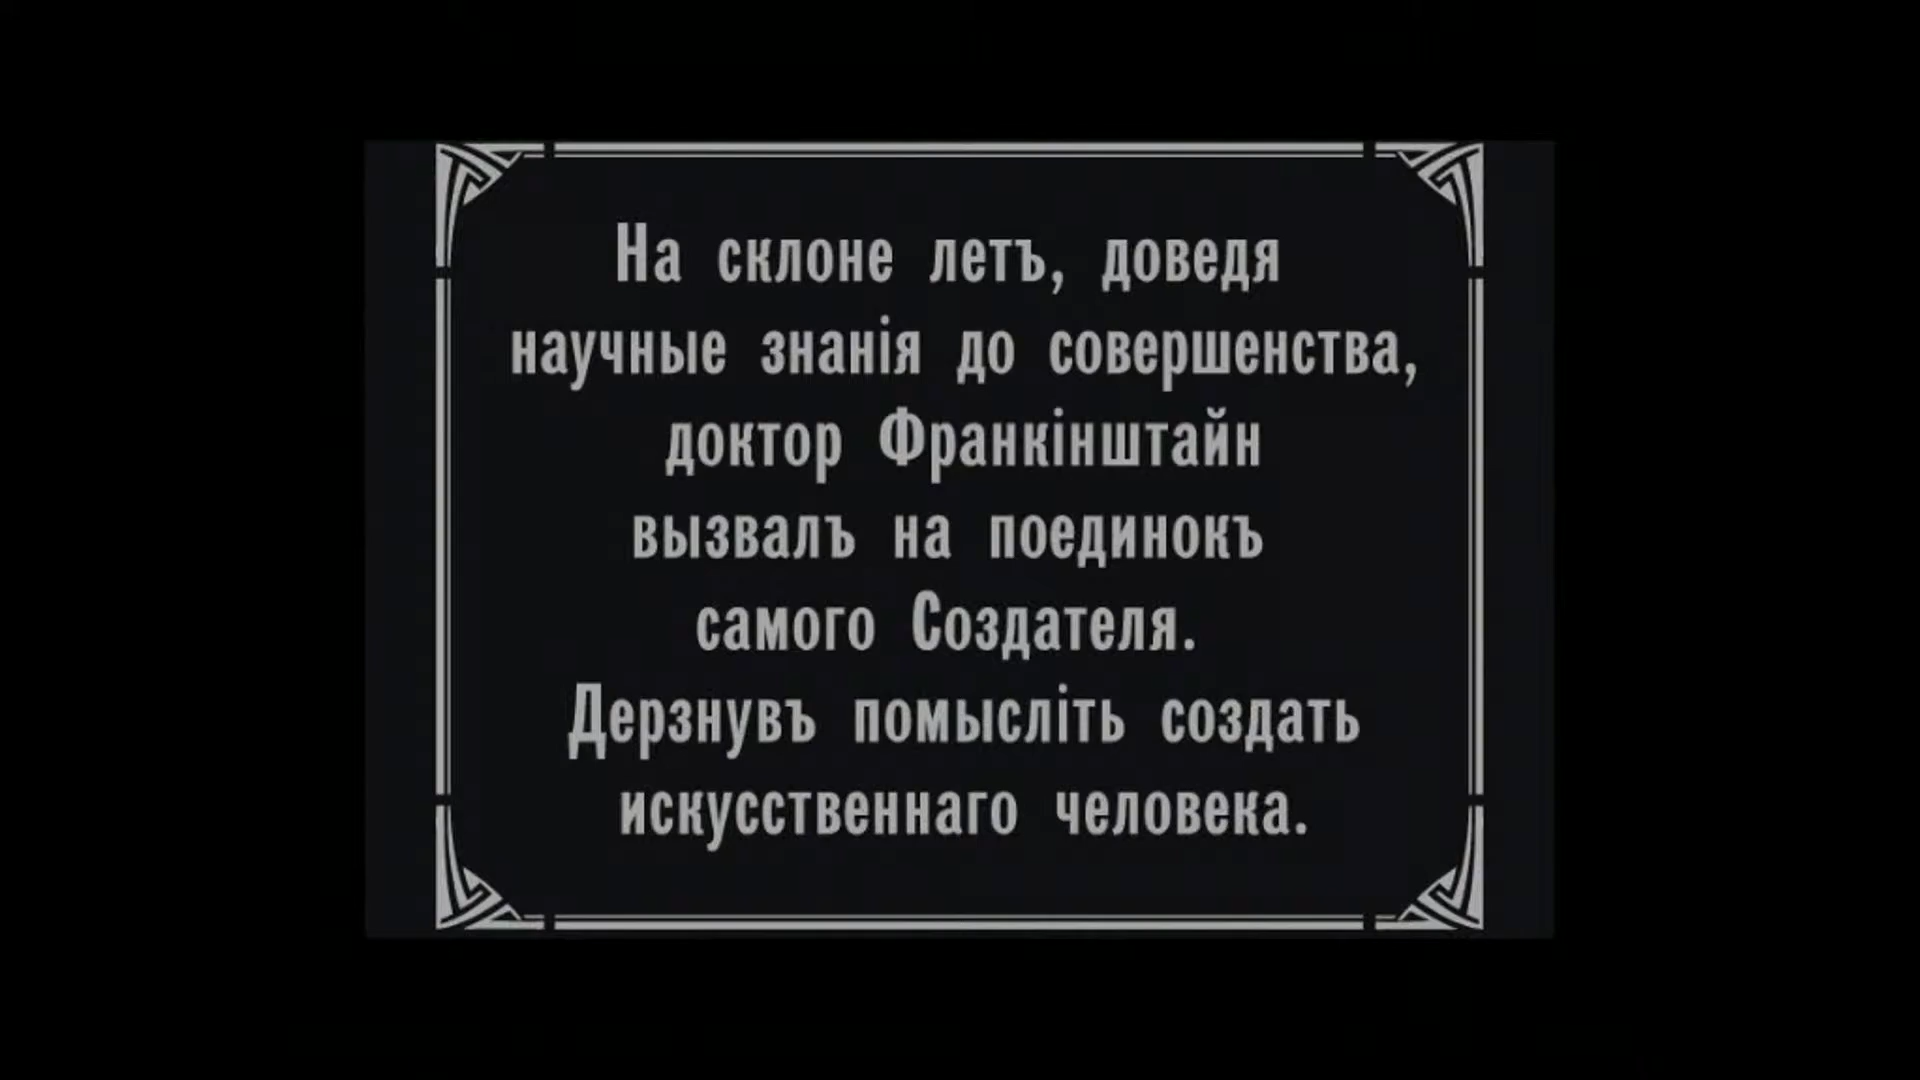 На склоне летъ, доведя
научные знанія до совершенства,
доктор Франкінштайн
вызвалъ на поединокъ
самого Создателя.
Дерзнувъ помысліть создать
искусственнаго человека.